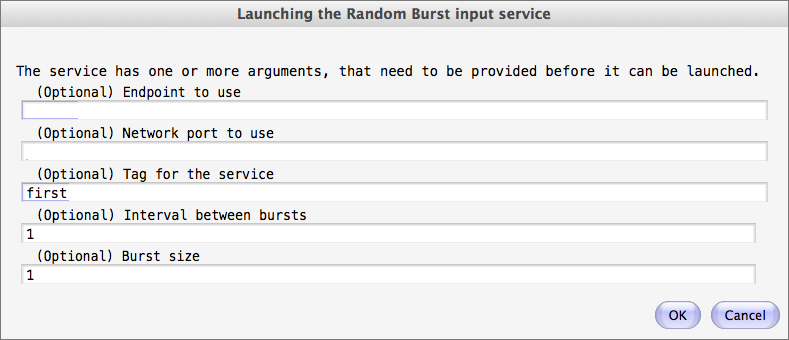 Launching the Random Burst input service
The service has one or more arguments, that need to be provided before it can be launched.
(Optional) Endpoint to use
(Optional) Network port to use
(Optional) Tag for the service
first
(Optional) Interval between bursts
1
(Optional) Burst size
1
OK Cancel